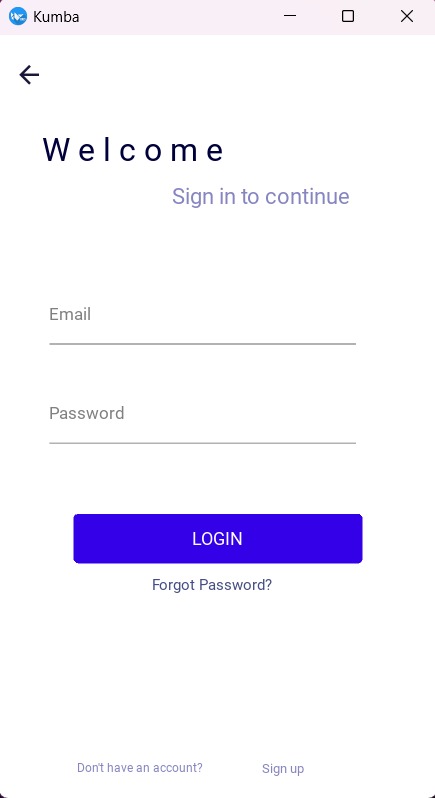 Kumba
Welcome
Sign in to continue
Email
Password
LOGIN
Forgot Password?
Don't have an account? Sign up